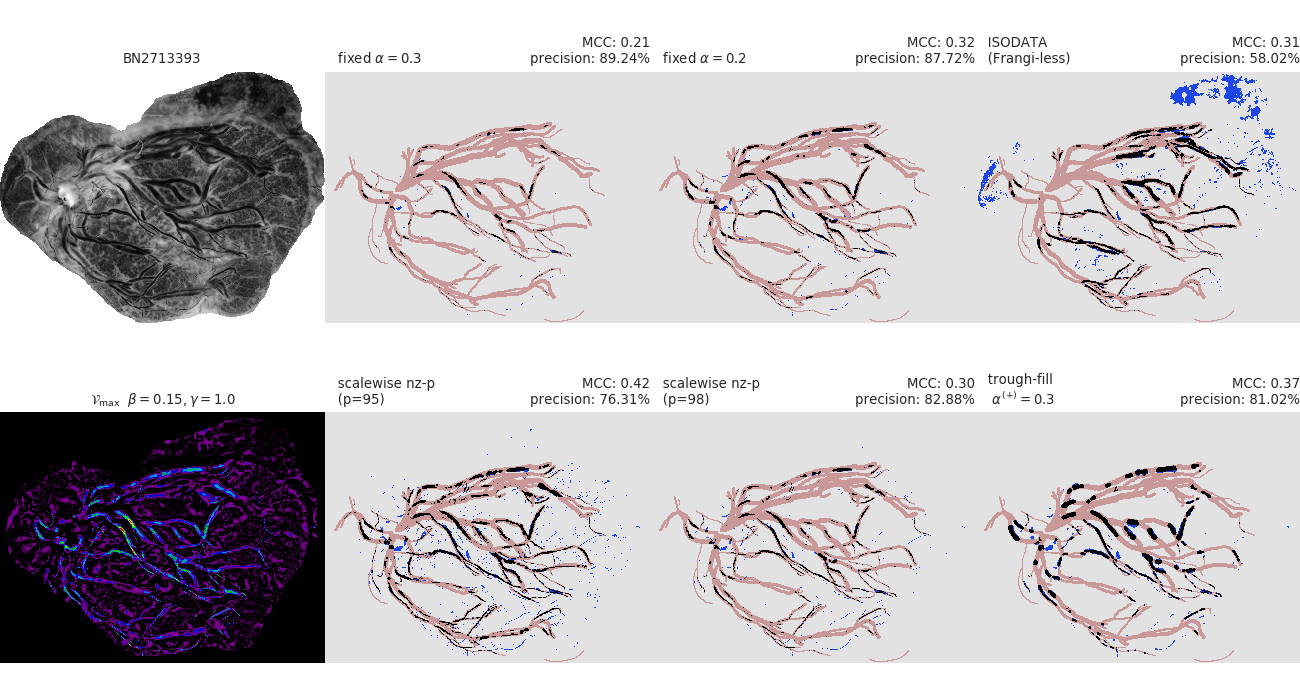 BN2713393
fixed α = 0.3
MCC: 0.21
precision: 89.24%
fixed α = 0.2
MCC: 0.32
precision: 87.72%
ISODATA
(Frangi-less)
MCC: 0.31
precision: 58.02%
𝒱max β = 0.15, γ = 1.0
scalewise nz-p
(p=95)
MCC: 0.42
precision: 76.31%
scalewise nz-p
(p=98)
MCC: 0.30
precision: 82.88%
trough-fill
α(+) = 0.3
MCC: 0.37
precision: 81.02%